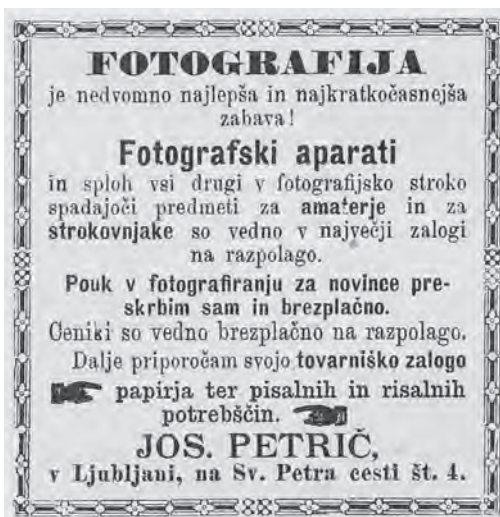 FOTOGRAFIJA
je nedvomno najlepša in najkratkočasnejša
zabava!
Fotografski aparati
in sploh vsi drugi v fotografijsko stroko
spadajoči predmeti za amaterje in za
strokovnjake so vedno v največji zalogi
na razpolago.
Pouk v fotografiranju za novince pre-
skrbim sam in brezplačno.
Ceniki so vedno brezplačno na razpolago.
Dalje priporočam svojo tovarniško zalogo
papirja ter pisalnih in risalnih
potrebščin.
JOS. PETRIČ,
v Ljubljani, na Sv. Petra cesti št. 4.